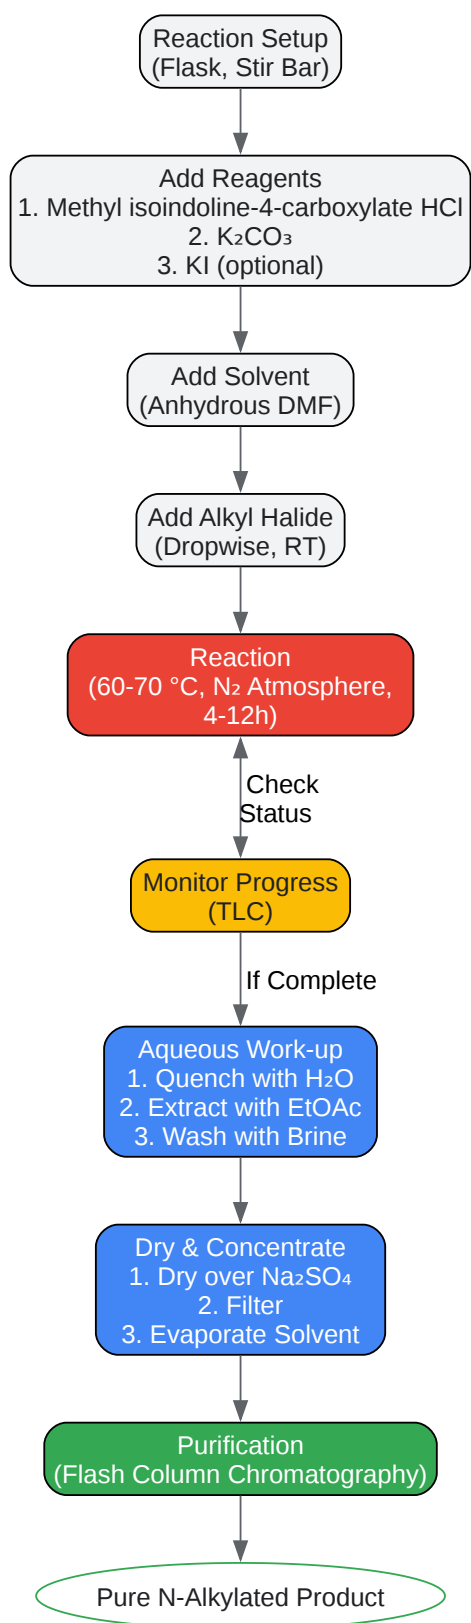 Reaction Setup
(Flask, Stir Bar)
Add Reagents
1. Methyl isoindoline-4-carboxylate HCl
2. K₂CO₃
3. KI (optional)
Add Solvent
(Anhydrous DMF)
Add Alkyl Halide
(Dropwise, RT)
Reaction
(60-70 °C, N₂ Atmosphere,
4-12h)
Check
Status
Monitor Progress
(TLC)
If Complete
Aqueous Work-up
1. Quench with H₂O
2. Extract with EtOAc
3. Wash with Brine
Dry & Concentrate
1. Dry over Na₂SO₄
2. Filter
3. Evaporate Solvent
Purification
(Flash Column Chromatography)
Pure N-Alkylated Product